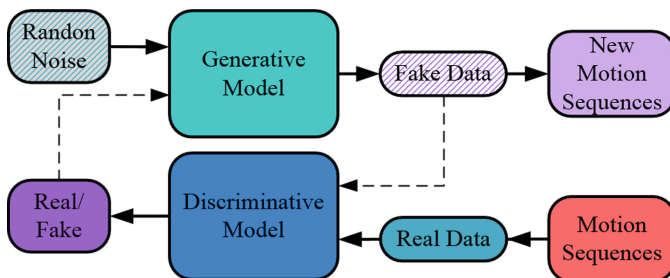 Randon
Noise
Generative
Model
Fake Data
New
Motion
Sequences
Real/
Fake
Discriminative
Model
Real Data
Motion
Sequences